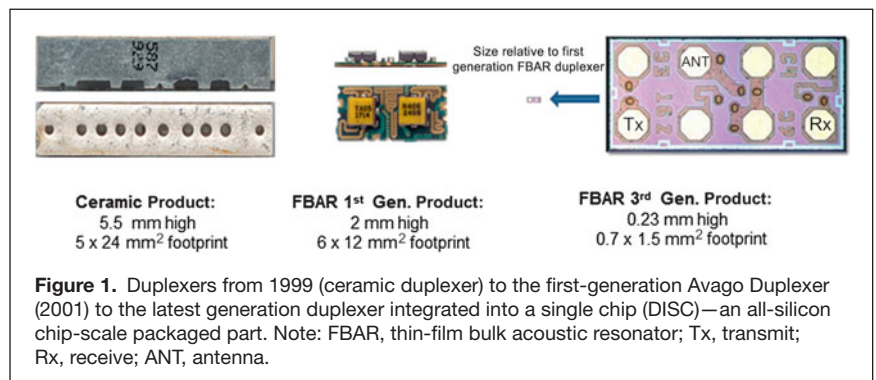 587
929
Size relative to first
generation FBAR duplexer
ANT
Tx
Rx
Ceramic Product:
5.5 mm high
5 x 24 mm² footprint
FBAR 1st Gen. Product:
2 mm high
6 x 12 mm² footprint
FBAR 3rd Gen. Product:
0.23 mm high
0.7 x 1.5 mm² footprint
Figure 1. Duplexers from 1999 (ceramic duplexer) to the first-generation Avago Duplexer
(2001) to the latest generation duplexer integrated into a single chip (DISC)—an all-silicon
chip-scale packaged part. Note: FBAR, thin-film bulk acoustic resonator; Tx, transmit;
Rx, receive; ANT, antenna.